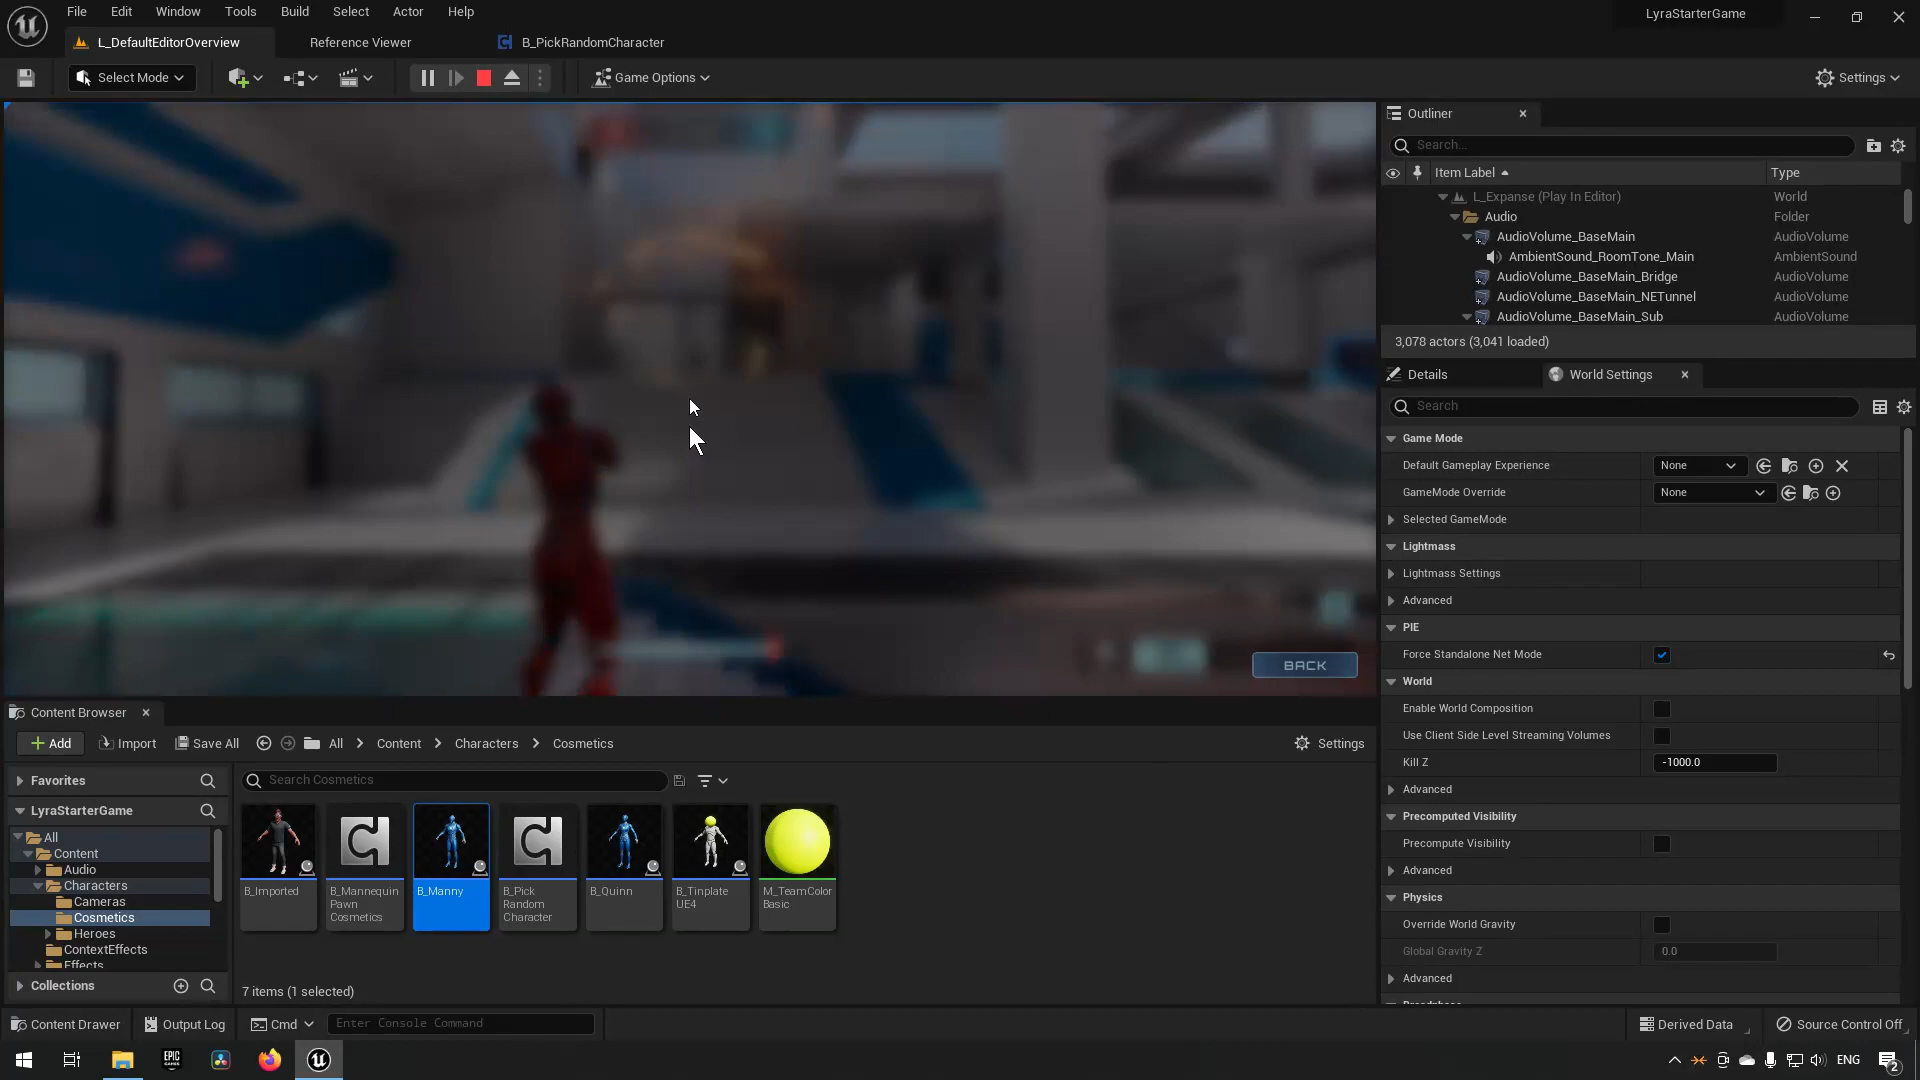 File Edit Window Tools Build Select Actor Help
LyraStarterGame
L_DefaultEditorOverview
Reference Viewer
B_PickRandomCharacter
Select Mode
Game Options
Settings
BACK
Outliner
Search...
Item Label
Type
L_Expanse (Play In Editor)
World
Audio
Folder
AudioVolume_BaseMain
AudioVolume
AmbientSound_RoomTone_Main
AmbientSound
AudioVolume_BaseMain_Bridge
AudioVolume
AudioVolume_BaseMain_NETunnel
AudioVolume
AudioVolume_BaseMain_Sub
AudioVolume
3,078 actors (3,041 loaded)
Details
World Settings
Search
Game Mode
Default Gameplay Experience
None
GameMode Override
None
Selected GameMode
Lightmass
Lightmass Settings
Advanced
PIE
Force Standalone Net Mode
World
Enable World Composition
Use Client Side Level Streaming Volumes
Kill Z
-1000.0
Advanced
Precomputed Visibility
Precompute Visibility
Advanced
Physics
Override World Gravity
Global Gravity Z
0.0
Advanced
Content Browser
Add
Import
Save All
All
Content
Characters
Cosmetics
Settings
Favorites
LyraStarterGame
All
Content
Audio
Characters
Cameras
Cosmetics
Heroes
ContextEffects
Effects
Collections
Search Cosmetics
B_Imported
B_Mannequin
Pawn
Cosmetics
B_Manny
B_Pick
Random
Character
B_Quinn
B_Tinplate
UE4
M_TeamColor
Basic
7 items (1 selected)
Content Drawer
Output Log
Cmd
Enter Console Command
Derived Data
Source Control Off
EPIC
GAMES
ENG
2